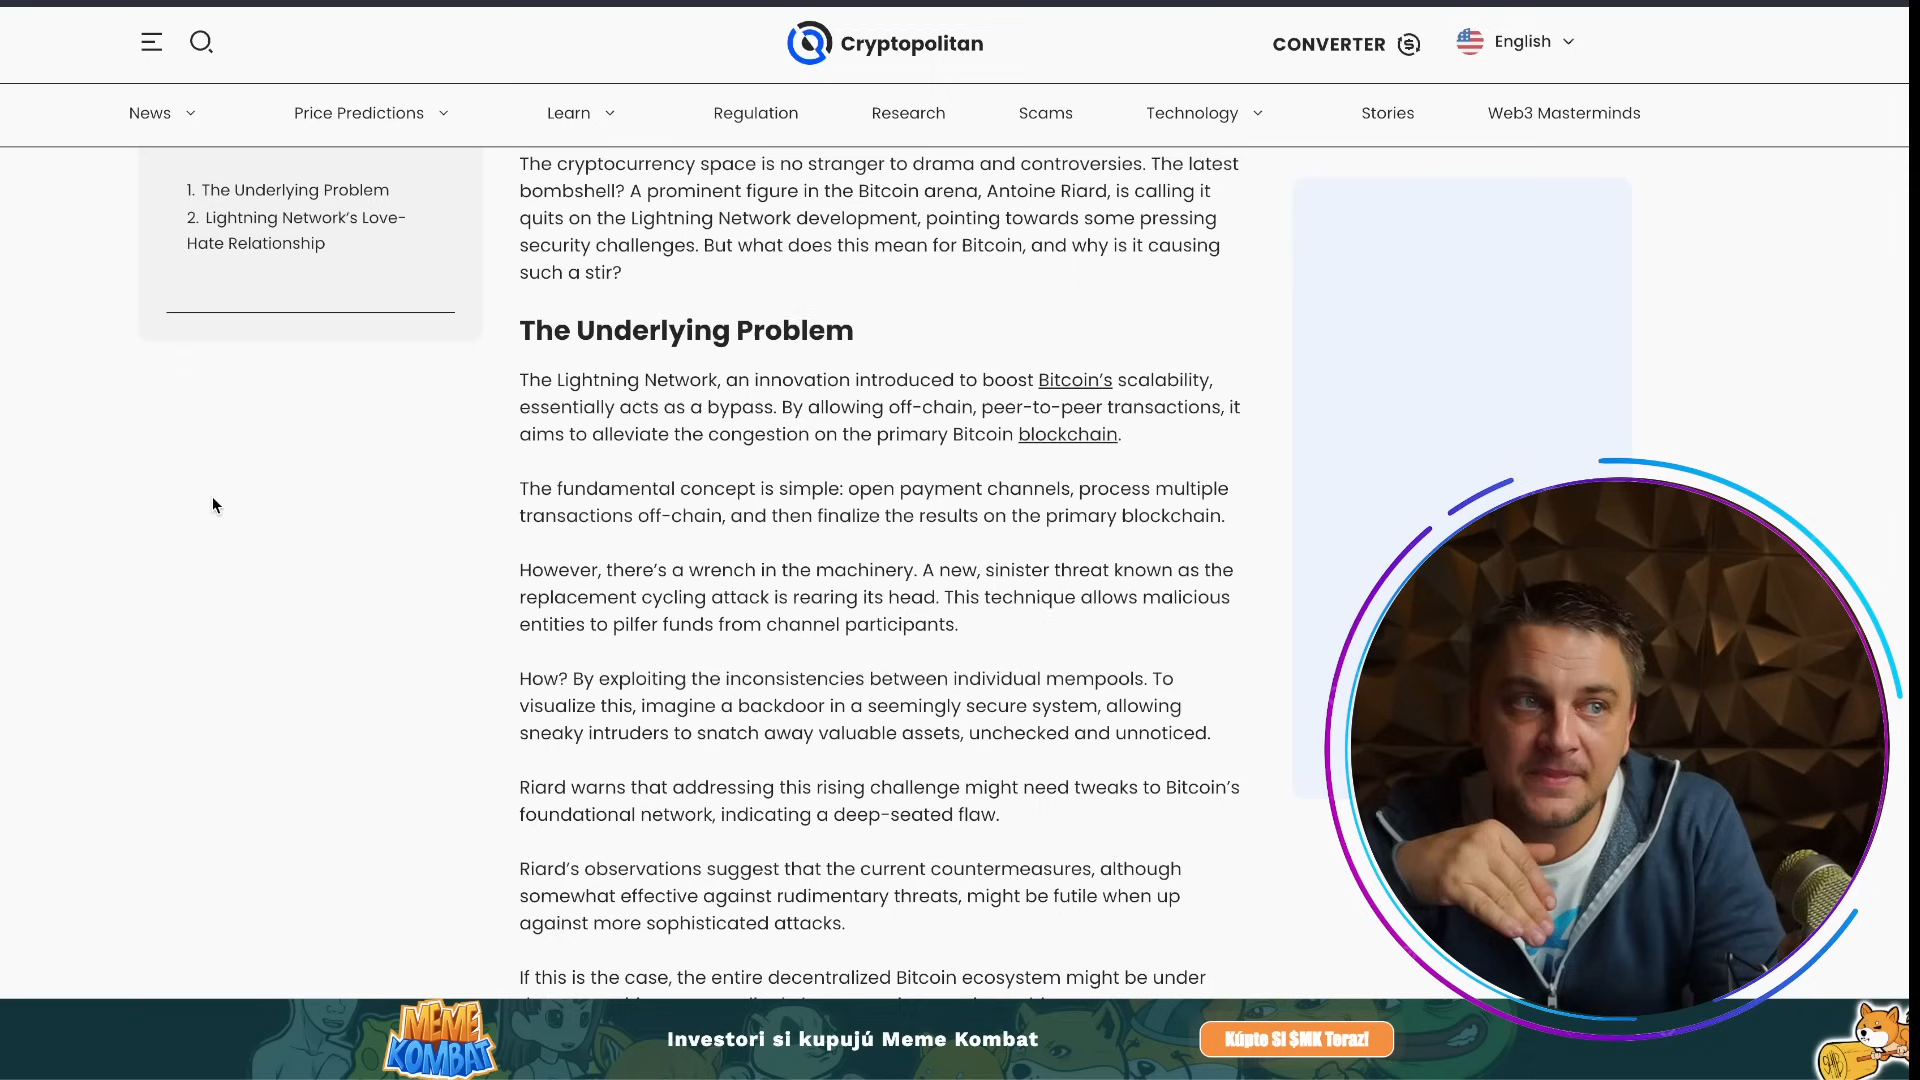 Cryptopolitan
CONVERTER
English
News
Price Predictions
Learn
Regulation
Research
Scams
Technology
Stories
Web3 Masterminds
1. The Underlying Problem
2. Lightning Network’s Love-
Hate Relationship
The cryptocurrency space is no stranger to drama and controversies. The latest
bombshell? A prominent figure in the Bitcoin arena, Antoine Riard, is calling it
quits on the Lightning Network development, pointing towards some pressing
security challenges. But what does this mean for Bitcoin, and why is it causing
such a stir?
The Underlying Problem
The Lightning Network, an innovation introduced to boost Bitcoin’s scalability,
essentially acts as a bypass. By allowing off-chain, peer-to-peer transactions, it
aims to alleviate the congestion on the primary Bitcoin blockchain.
The fundamental concept is simple: open payment channels, process multiple
transactions off-chain, and then finalize the results on the primary blockchain.
However, there’s a wrench in the machinery. A new, sinister threat known as the
replacement cycling attack is rearing its head. This technique allows malicious
entities to pilfer funds from channel participants.
How? By exploiting the inconsistencies between individual mempools. To
visualize this, imagine a backdoor in a seemingly secure system, allowing
sneaky intruders to snatch away valuable assets, unchecked and unnoticed.
Riard warns that addressing this rising challenge might need tweaks to Bitcoin’s
foundational network, indicating a deep-seated flaw.
Riard’s observations suggest that the current countermeasures, although
somewhat effective against rudimentary threats, might be futile when up
against more sophisticated attacks.
If this is the case, the entire decentralized Bitcoin ecosystem might be under
MEME
KOMBAT
Investori si kupujú Meme Kombat
Kúpte SI $MK Teraz!